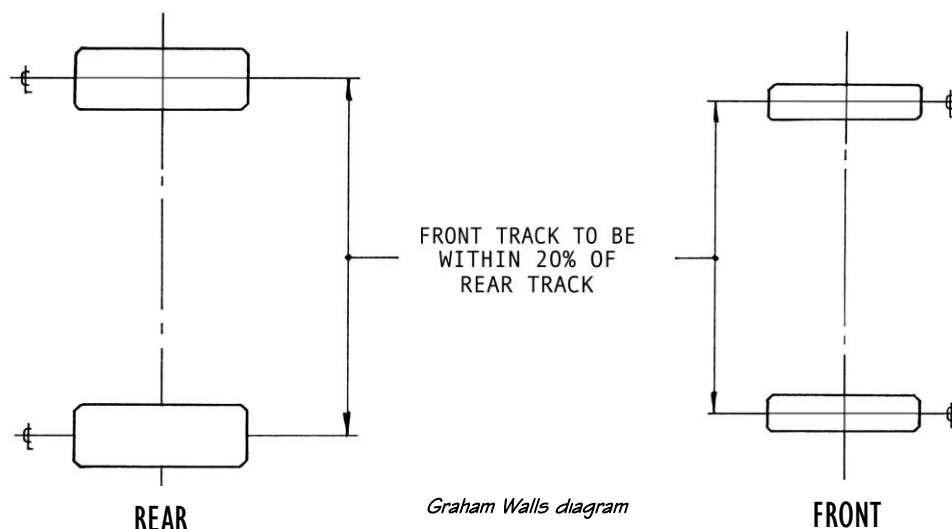 FRONT TRACK TO BE
WITHIN 20% OF
REAR TRACK
REAR
Graham Walls diagram
FRONT